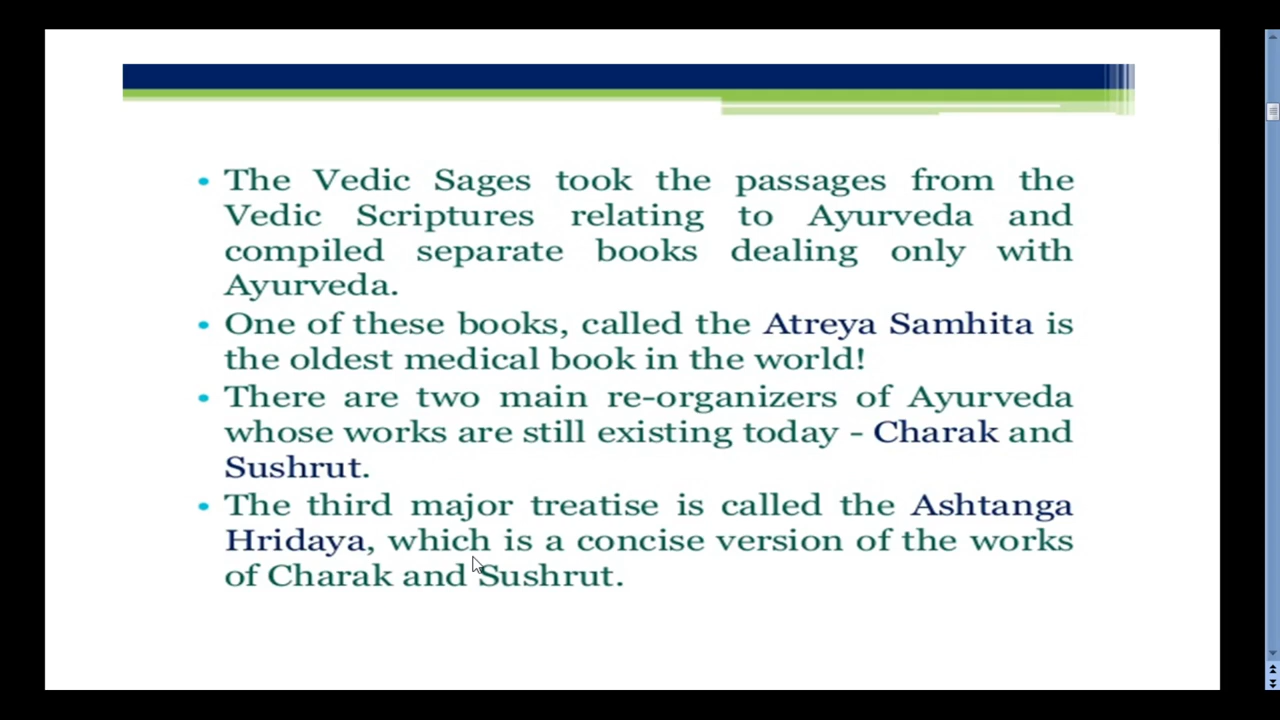 • The Vedic Sages took the passages from the
Vedic Scriptures relating to Ayurveda and
compiled separate books dealing only with
Ayurveda.
• One of these books, called the Atreya Samhita is
the oldest medical book in the world!
• There are two main re-organizers of Ayurveda
whose works are still existing today - Charak and
Sushrut.
• The third major treatise is called the Ashtanga
Hridaya, which is a concise version of the works
of Charak and Sushrut.